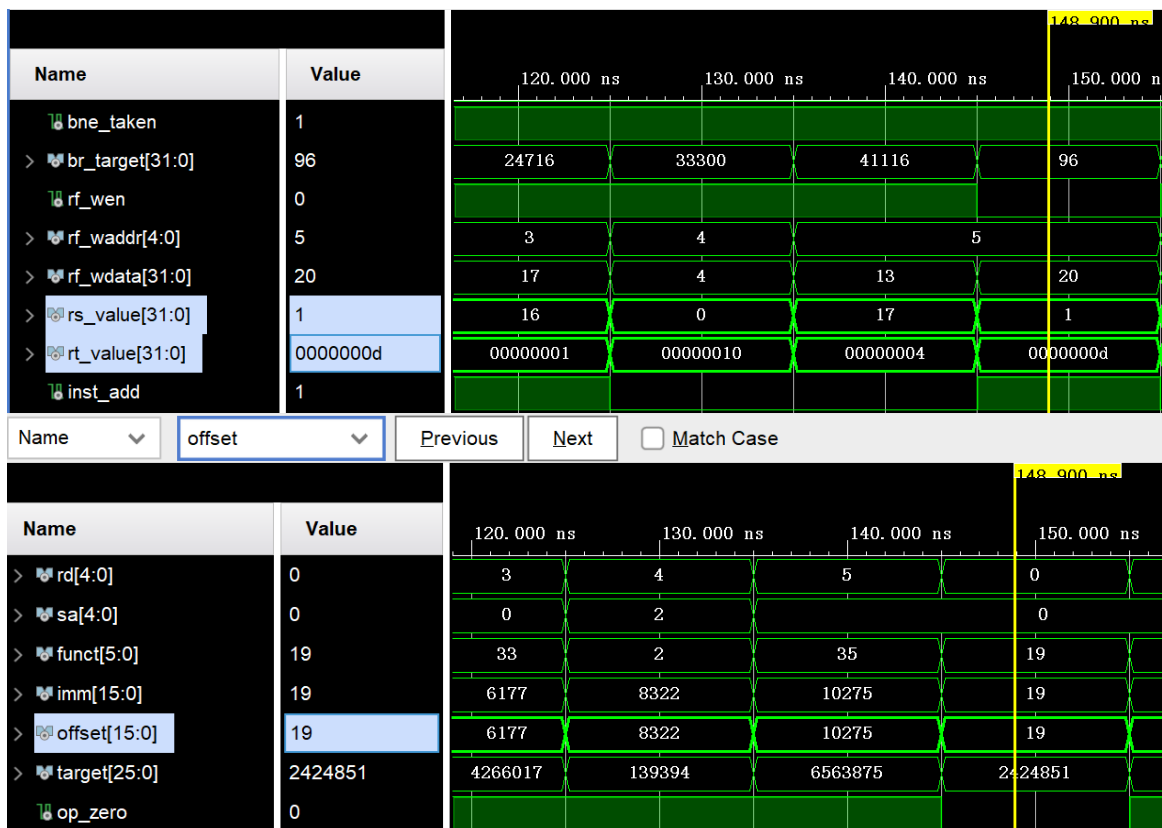 148.900 ns
Name Value 120.000 ns 130.000 ns 140.000 ns 150.000 n
bne_taken 1
br_target[31:0] 96 24716 33300 41116 96
rf_wen 0
rf_waddr[4:0] 5 3 4 5
rf_wdata[31:0] 20 17 4 13 20
rs_value[31:0] 1 16 0 17 1
rt_value[31:0] 0000000d 00000001 00000010 00000004 0000000d
inst_add 1
Name offset Previous Next Match Case
148.900 ns
Name Value 120.000 ns 130.000 ns 140.000 ns 150.000 ns
rd[4:0] 0 3 4 5 0
sa[4:0] 0 0 2 0
funct[5:0] 19 33 2 35 19
imm[15:0] 19 6177 8322 10275 19
offset[15:0] 19 6177 8322 10275 19
target[25:0] 2424851 4266017 139394 6563875 2424851
op_zero 0